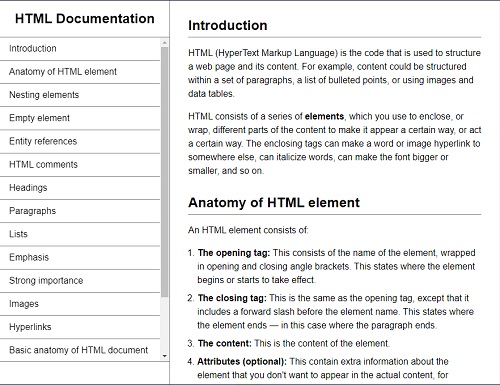 HTML Documentation
Introduction
Anatomy of HTML element
Nesting elements
Empty element
Entity references
HTML comments
Headings
Paragraphs
Lists
Emphasis
Strong importance
Images
Hyperlinks
Basic anatomy of HTML document
Introduction
HTML (HyperText Markup Language) is the code that is used to structure
a web page and its content. For example, content could be structured
within a set of paragraphs, a list of bulleted points, or using images and
data tables.
HTML consists of a series of elements, which you use to enclose, or
wrap, different parts of the content to make it appear a certain way, or act
a certain way. The enclosing tags can make a word or image hyperlink to
somewhere else, can italicize words, can make the font bigger or
smaller, and so on.
Anatomy of HTML element
An HTML element consists of:
1. The opening tag: This consists of the name of the element, wrapped
in opening and closing angle brackets. This states where the element
begins or starts to take effect.
2. The closing tag: This is the same as the opening tag, except that it
includes a forward slash before the element name. This states where
the element ends — in this case where the paragraph ends.
3. The content: This is the content of the element.
4. Attributes (optional): This contain extra information about the
element that you don't want to appear in the actual content, for